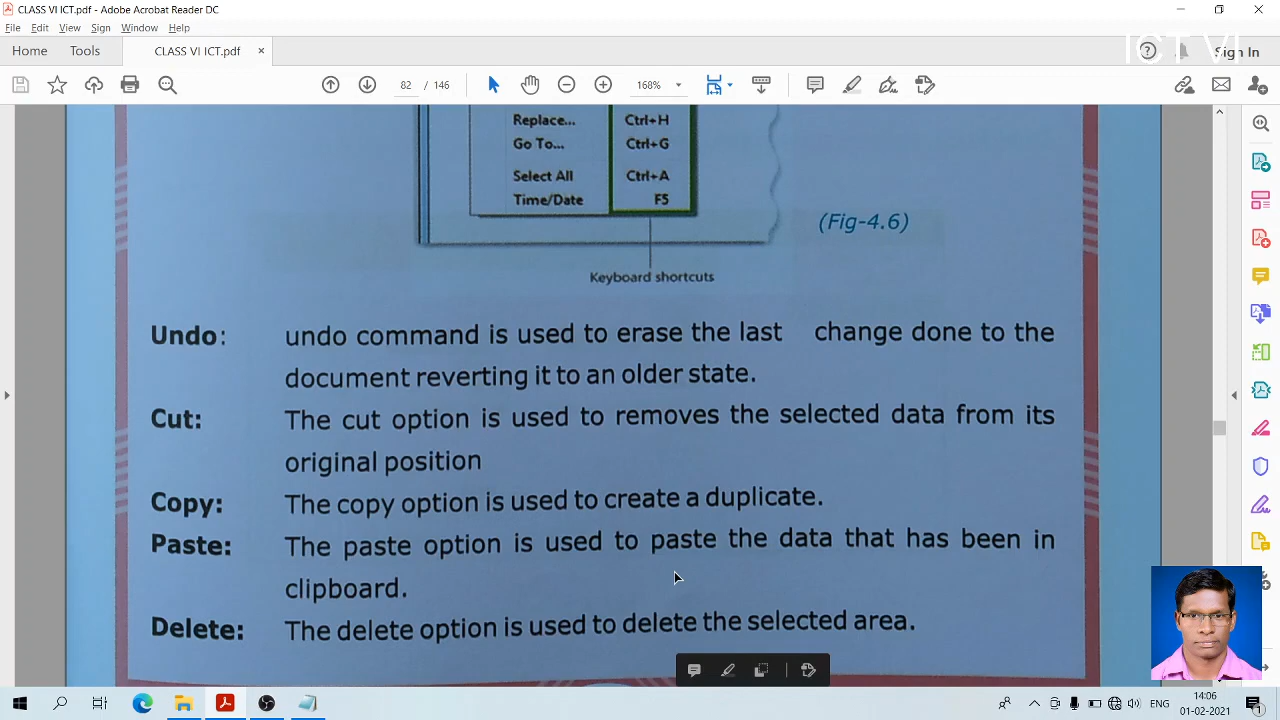 CLASS VI ICT.pdf - Adobe Acrobat Reader DC
File Edit View Sign Window Help
ICT VI
Home Tools CLASS VI ICT.pdf × Sign In
82 / 146 168%
Replace... Ctrl+H
Go To... Ctrl+G
Select All Ctrl+A
Time/Date F5
(Fig-4.6)
Keyboard shortcuts
Undo: undo command is used to erase the last change done to the
document reverting it to an older state.
Cut: The cut option is used to removes the selected data from its
original position
Copy: The copy option is used to create a duplicate.
Paste: The paste option is used to paste the data that has been in
clipboard.
Delete: The delete option is used to delete the selected area.
ENG
14:06
01-02-2021
1